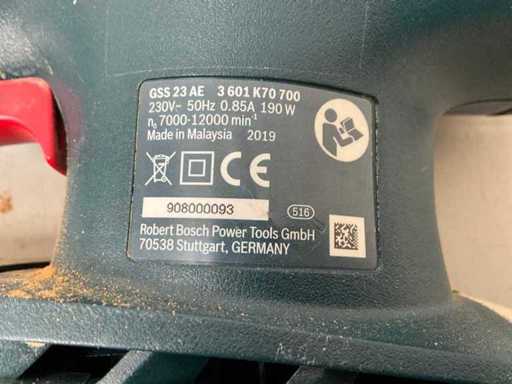 GSS 23 AE 3 601 K70 700
230V~ 50Hz 0.85A 190 W
n₀ 7000-12000 min⁻¹
Made in Malaysia 2019
CE
908000093
516
Robert Bosch Power Tools GmbH
70538 Stuttgart, GERMANY